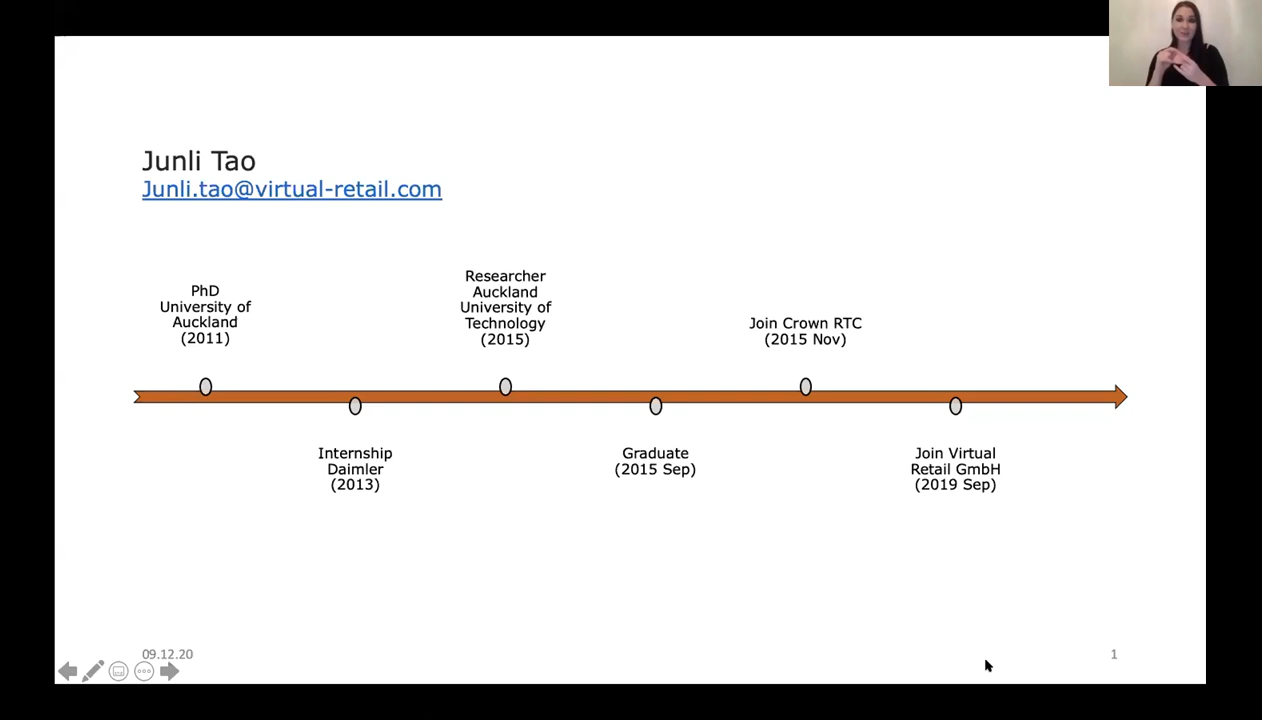 Junli Tao
Junli.tao@virtual-retail.com
PhD
University of
Auckland
(2011)
Internship
Daimler
(2013)
Researcher
Auckland
University of
Technology
(2015)
Graduate
(2015 Sep)
Join Crown RTC
(2015 Nov)
Join Virtual
Retail GmbH
(2019 Sep)
09.12.20
1